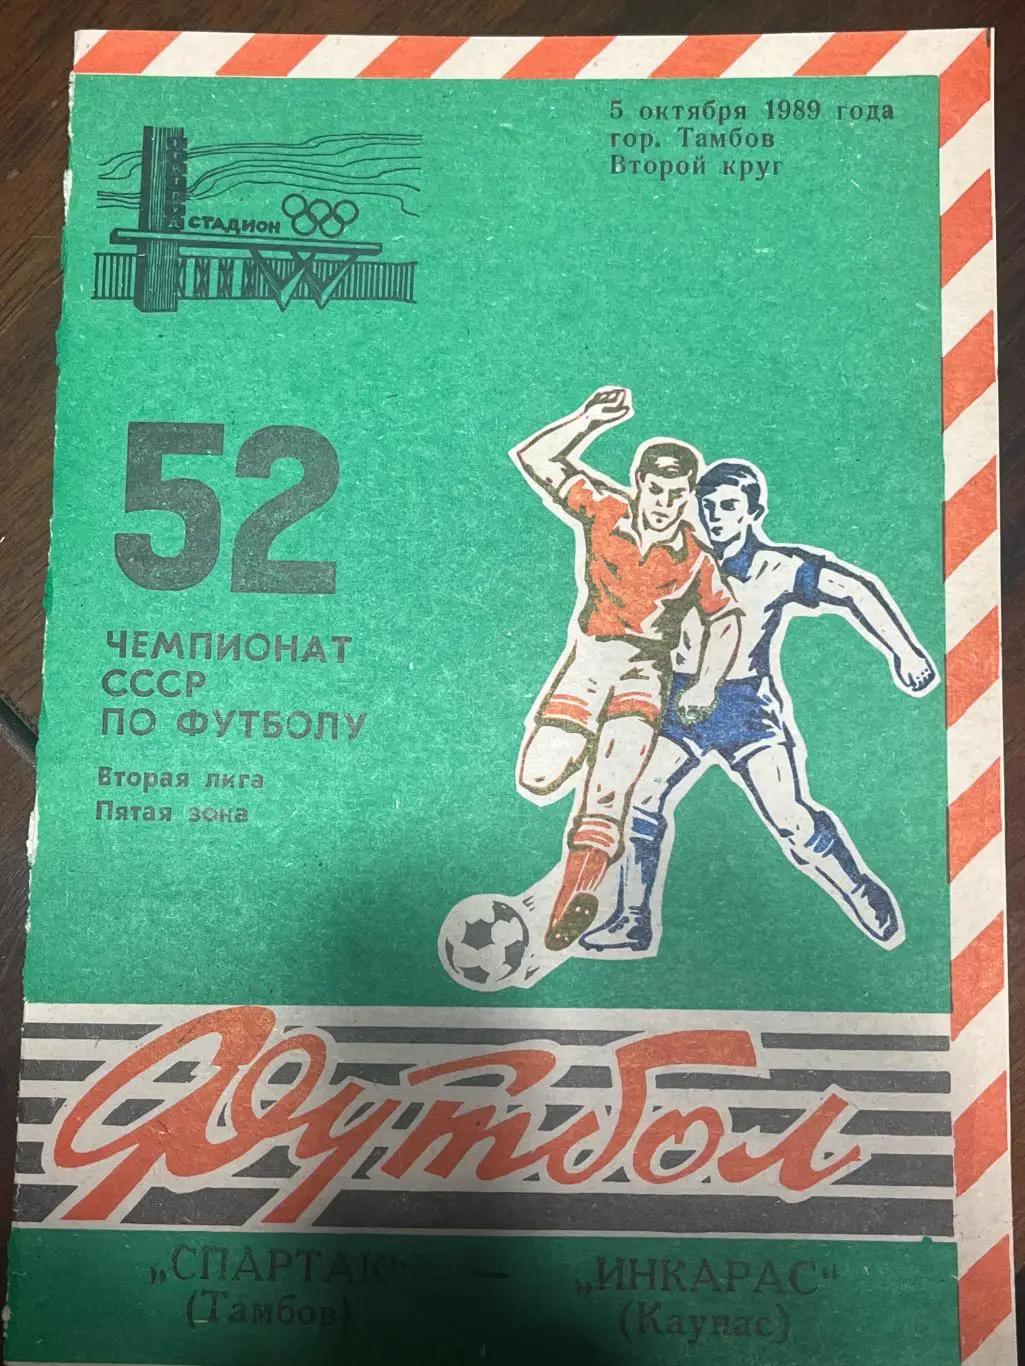 5 октября 1989 года
гор. Тамбов
Второй круг
СТАДИОН
52
ЧЕМПИОНАТ
СССР
ПО ФУТБОЛУ
Вторая лига
Пятая зона
Футбол
„СПАРТАК“ — „ИНКАРАС“
(Тамбов) (Каунас)